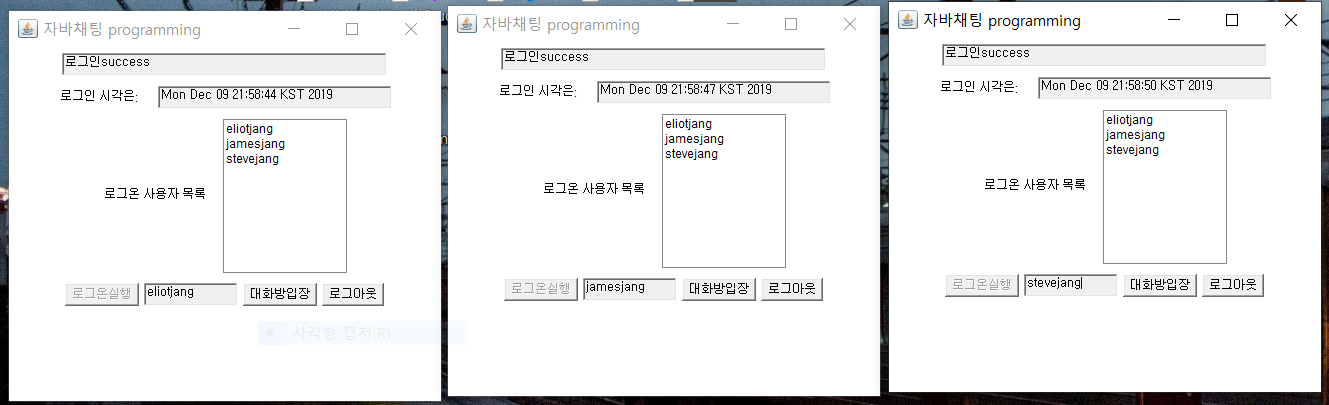 자바채팅 programming
로그인success
로그인 시각은: Mon Dec 09 21:58:44 KST 2019
eliotjang
jamesjang
stevejang
로그온 사용자 목록
로그온실행 eliotjang 대화방입장 로그아웃
사각형 캡처(R)
자바채팅 programming
로그인success
로그인 시각은: Mon Dec 09 21:58:47 KST 2019
eliotjang
jamesjang
stevejang
로그온 사용자 목록
로그온실행 jamesjang 대화방입장 로그아웃
자바채팅 programming
로그인success
로그인 시각은: Mon Dec 09 21:58:50 KST 2019
eliotjang
jamesjang
stevejang
로그온 사용자 목록
로그온실행 stevejang 대화방입장 로그아웃